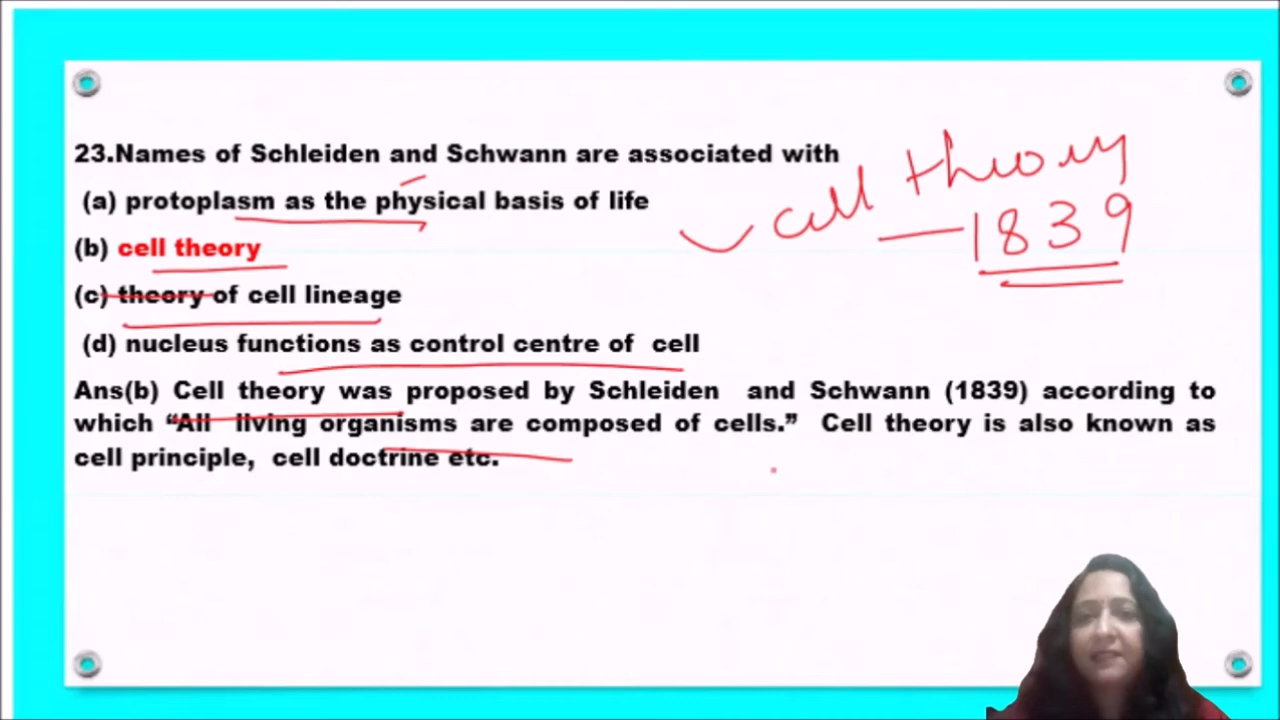 23.Names of Schleiden and Schwann are associated with
(a) protoplasm as the physical basis of life
(b) cell theory
(c) theory of cell lineage
(d) nucleus functions as control centre of cell
Ans(b) Cell theory was proposed by Schleiden and Schwann (1839) according to
which “All living organisms are composed of cells.” Cell theory is also known as
cell principle, cell doctrine etc.
cell theory
—1839